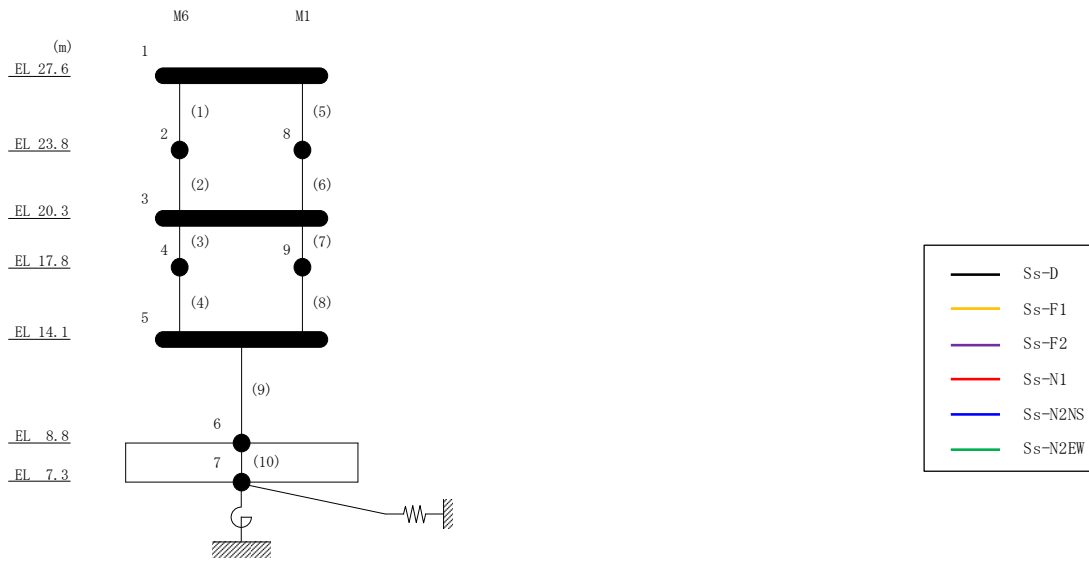 M6 M1
(m)
1
EL 27.6
(1) (5)
2 8
EL 23.8
(2) (6)
3
EL 20.3
(3) (7)
4 9
EL 17.8
(4) (8)
5
EL 14.1
(9)
6
EL 8.8
7 (10)
EL 7.3
Ss-D
Ss-F1
Ss-F2
Ss-N1
Ss-N2NS
Ss-N2EW